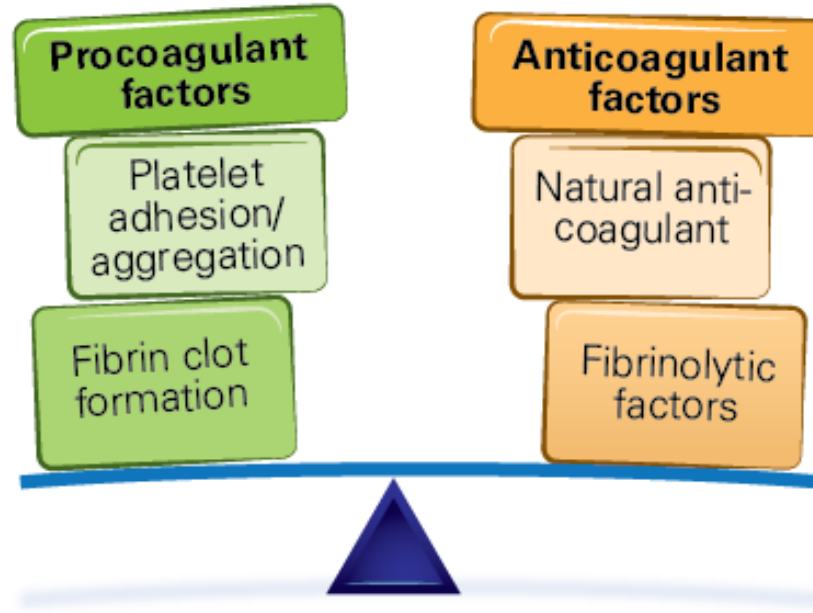 Procoagulant
factors
Platelet
adhesion/
aggregation
Fibrin clot
formation
Anticoagulant
factors
Natural anti-
coagulant
Fibrinolytic
factors